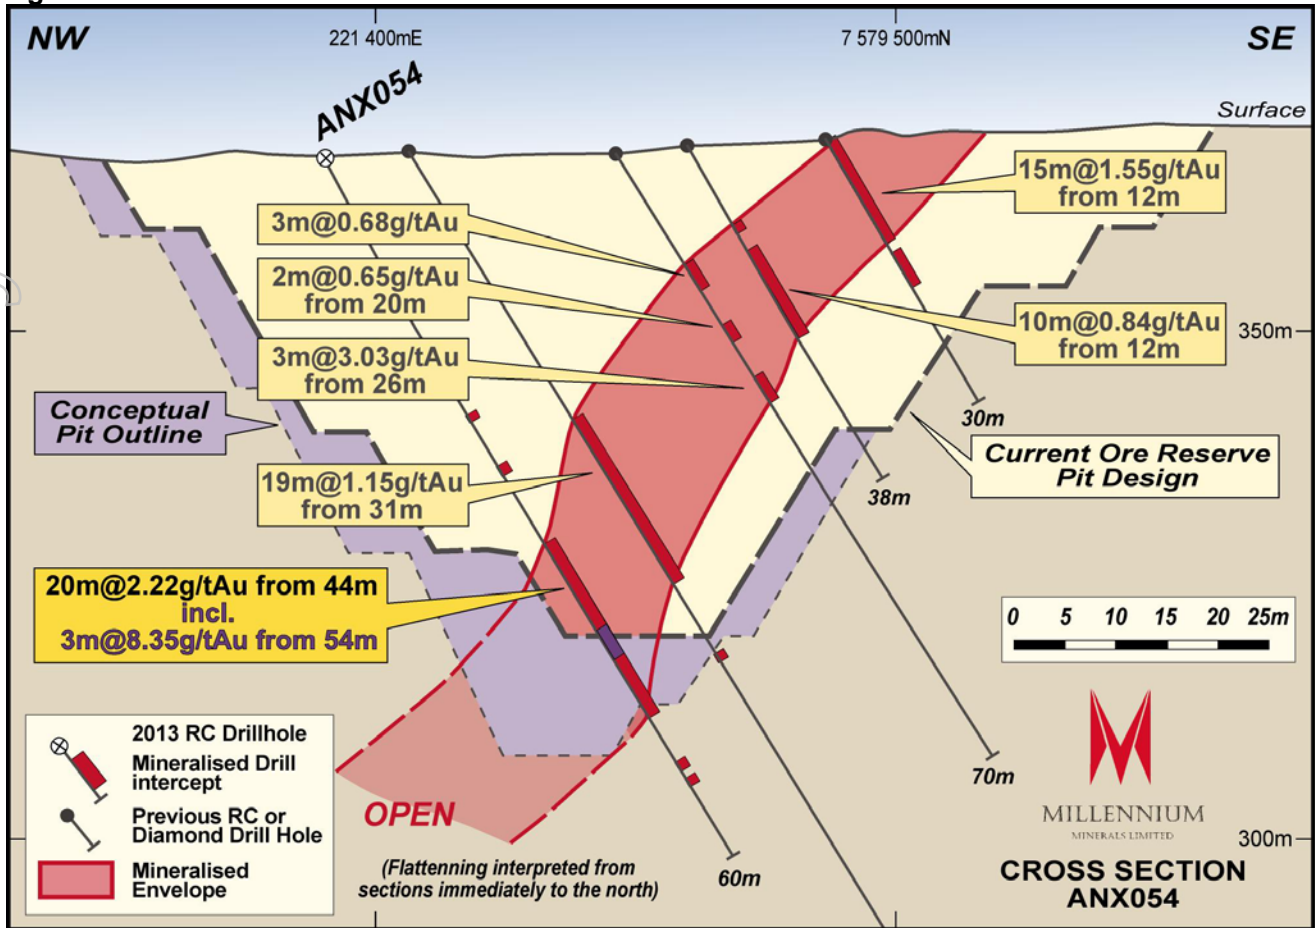 NW
221 400mE
7 579 500mN
SE
ANX054
Surface
15m@1.55g/tAu
from 12m
3m@0.68g/tAu
2m@0.65g/tAu
from 20m
10m@0.84g/tAu
from 12m
350m
3m@3.03g/tAu
from 26m
Conceptual
Pit Outline
30m
Current Ore Reserve
Pit Design
19m@1.15g/tAu
from 31m
38m
20m@2.22g/tAu from 44m
incl.
3m@8.35g/tAu from 54m
0 5 10 15 20 25m
2013 RC Drillhole
Mineralised Drill
intercept
Previous RC or
Diamond Drill Hole
Mineralised
Envelope
OPEN
(Flattenning interpreted from
sections immediately to the north)
60m
70m
MILLENNIUM
MINERALS LIMITED
300m
CROSS SECTION
ANX054